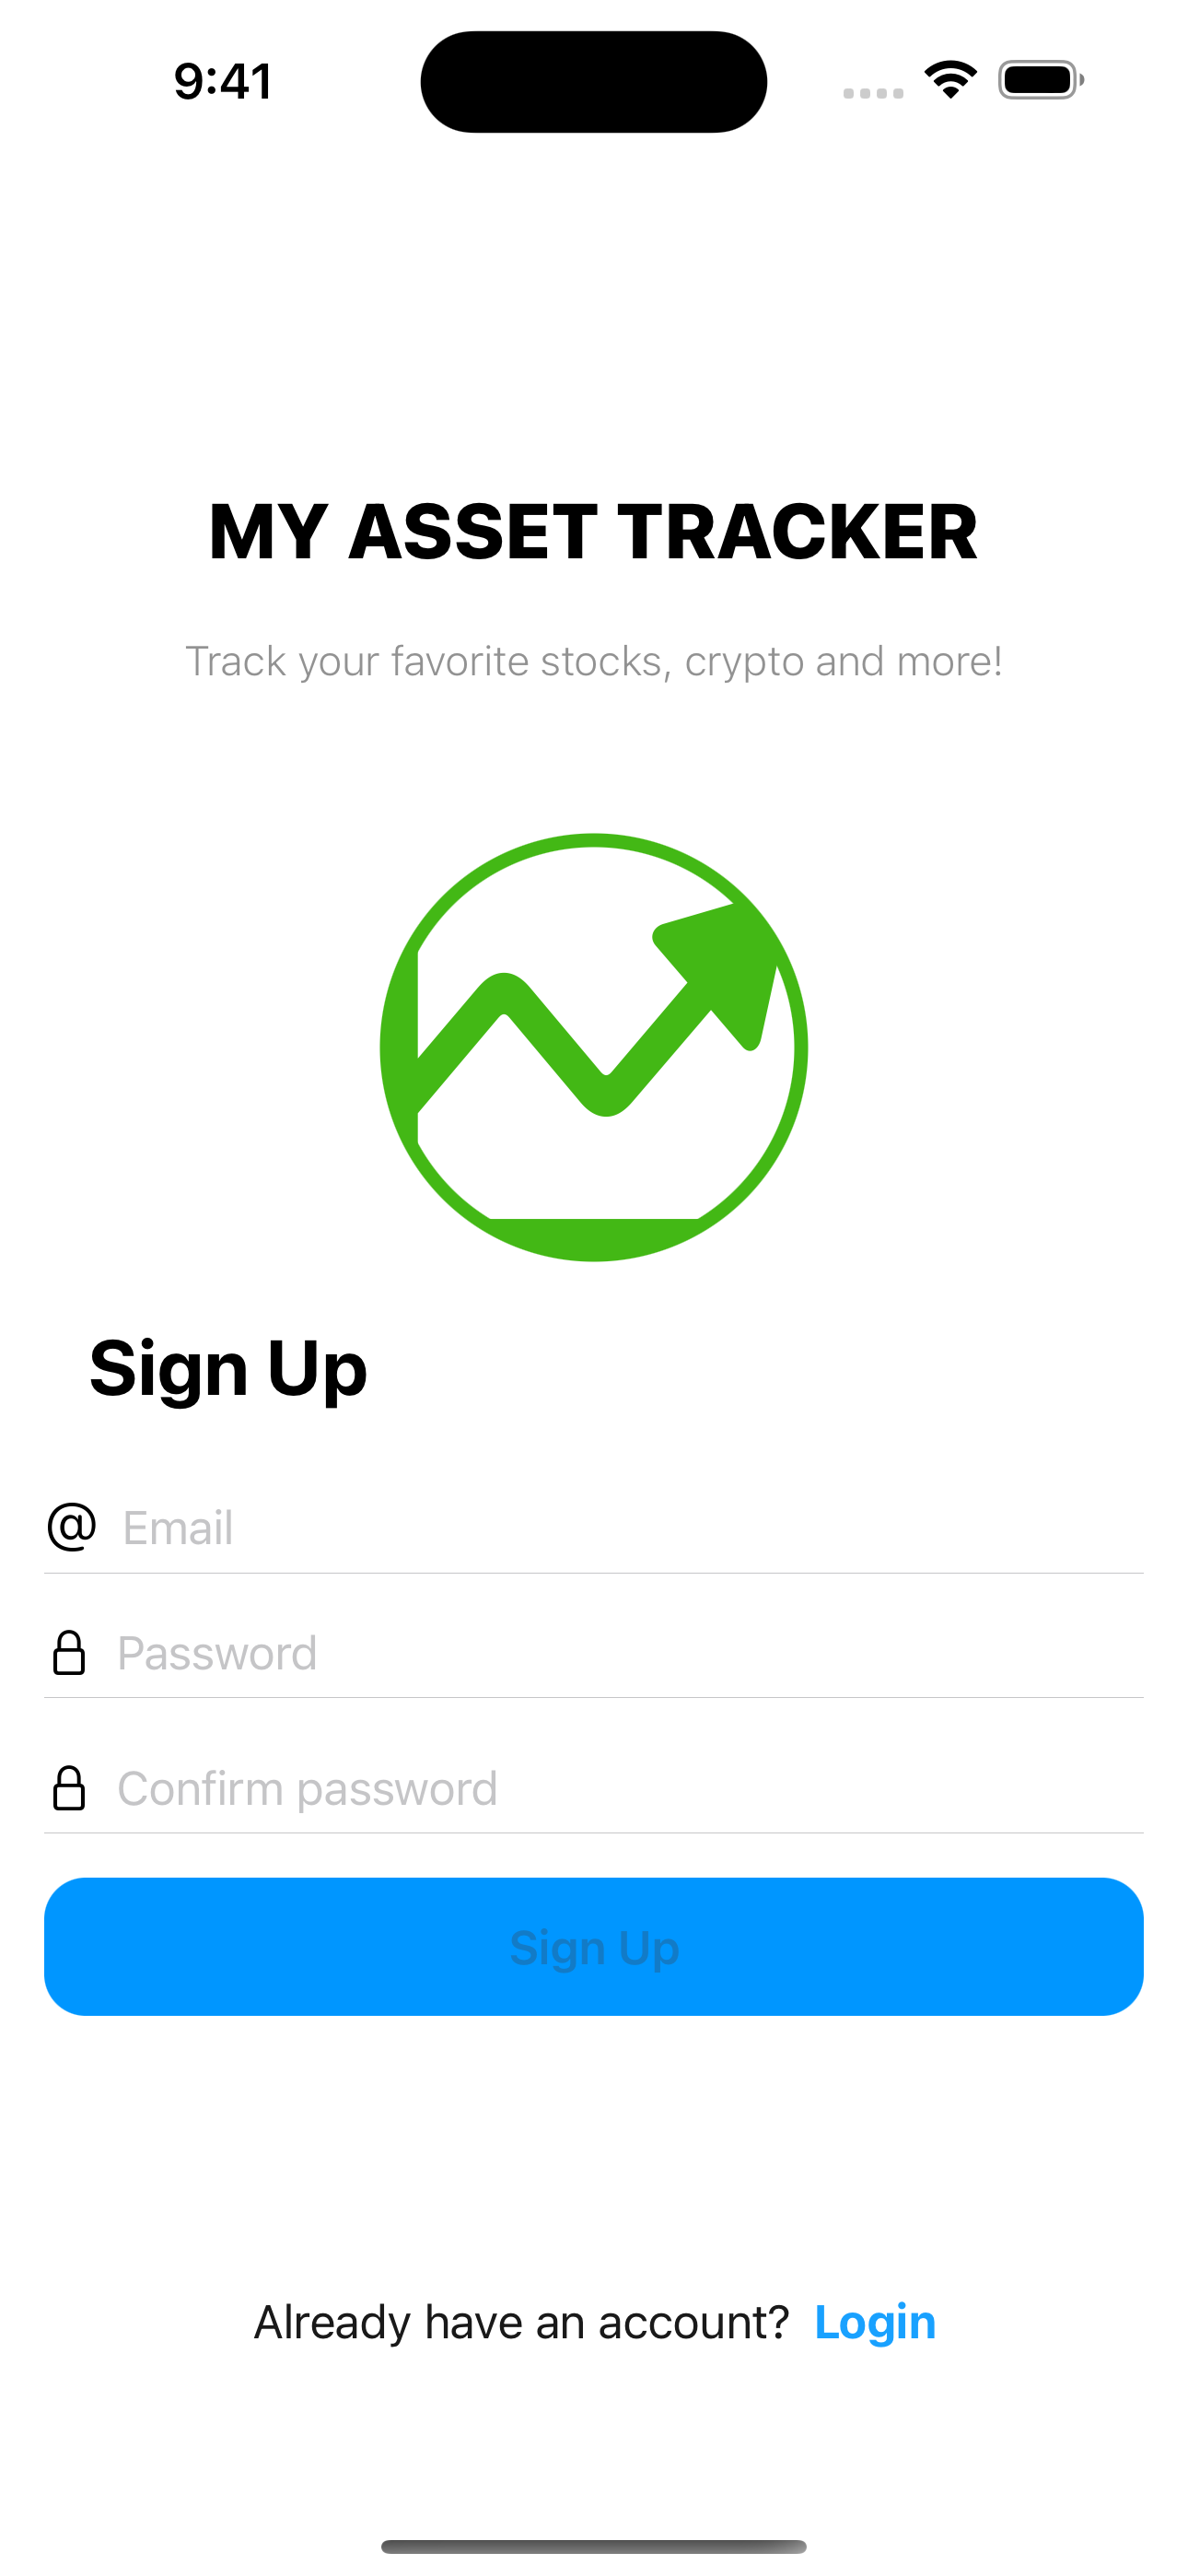 9:41
MY ASSET TRACKER
Track your favorite stocks, crypto and more!
Sign Up
@ Email
Password
Confirm password
Sign Up
Already have an account? Login